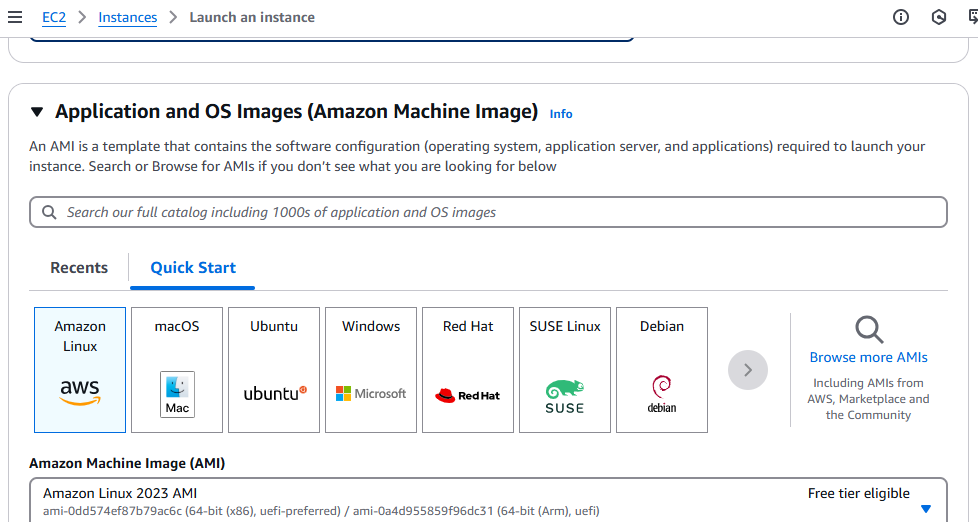 EC2 > Instances > Launch an instance
Application and OS Images (Amazon Machine Image) Info
An AMI is a template that contains the software configuration (operating system, application server, and applications) required to launch your
instance. Search or Browse for AMIs if you don't see what you are looking for below
Search our full catalog including 1000s of application and OS images
Recents
Quick Start
Amazon
Linux
aws
macOS
Mac
Ubuntu
ubuntu
Windows
Microsoft
Red Hat
Red Hat
SUSE Linux
SUSE
Debian
debian
Browse more AMIs
Including AMIs from
AWS, Marketplace and
the Community
Amazon Machine Image (AMI)
Amazon Linux 2023 AMI
Free tier eligible
ami-0dd574ef87b79ac6c (64-bit (x86), uefi-preferred) / ami-0a4d955859f96dc31 (64-bit (Arm), uefi)